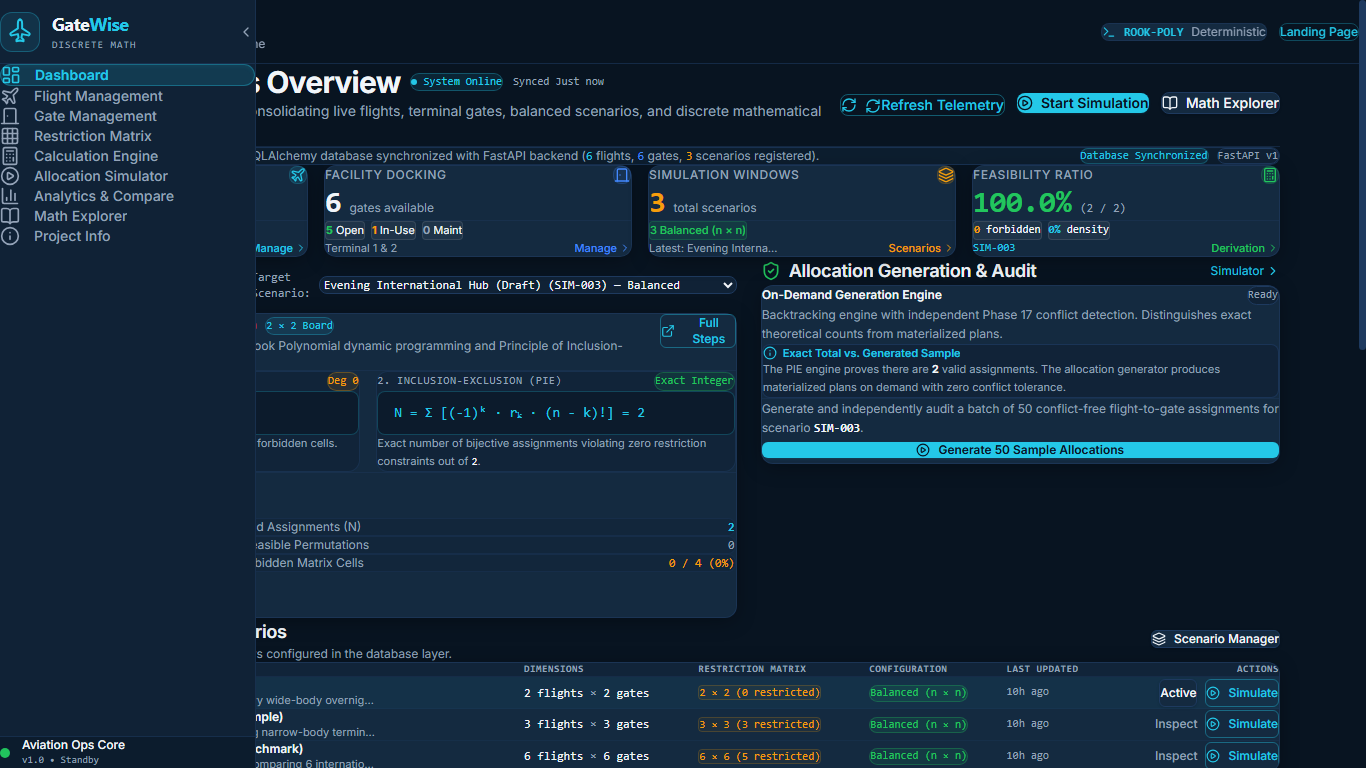 GateWise
DISCRETE MATH
Dashboard
Flight Management
Gate Management
Restriction Matrix
Calculation Engine
Allocation Simulator
Analytics & Compare
Math Explorer
Project Info
Aviation Ops Core
v1.0 • Standby
ne
ROOK-POLY Deterministic
Landing Page
s Overview
System Online
Synced Just now
nsolidating live flights, terminal gates, balanced scenarios, and discrete mathematical
Refresh Telemetry
Start Simulation
Math Explorer
QLAlchemy database synchronized with FastAPI backend (6 flights, 6 gates, 3 scenarios registered).
Database Synchronized
FastAPI v1
Manage
FACILITY DOCKING
6 gates available
5 Open
1 In-Use
0 Maint
Terminal 1 & 2
Manage
SIMULATION WINDOWS
3 total scenarios
3 Balanced (n × n)
Latest: Evening Interna...
Scenarios
FEASIBILITY RATIO
100.0% (2 / 2)
0 forbidden
0% density
SIM-003
Derivation
Target
Scenario:
Evening International Hub (Draft) (SIM-003) — Balanced
2 × 2 Board
ook Polynomial dynamic programming and Principle of Inclusion-
Full
Steps
Deg 0
forbidden cells.
2. INCLUSION-EXCLUSION (PIE)
Exact Integer
N = Σ [(-1)ᵏ · rₖ · (n - k)!] = 2
Exact number of bijective assignments violating zero restriction
constraints out of 2.
d Assignments (N)
2
easible Permutations
0
bidden Matrix Cells
0 / 4 (0%)
Allocation Generation & Audit
Simulator
On-Demand Generation Engine
Ready
Backtracking engine with independent Phase 17 conflict detection. Distinguishes exact
theoretical counts from materialized plans.
Exact Total vs. Generated Sample
The PIE engine proves there are 2 valid assignments. The allocation generator produces
materialized plans on demand with zero conflict tolerance.
Generate and independently audit a batch of 50 conflict-free flight-to-gate assignments for
scenario SIM-003.
Generate 50 Sample Allocations
rios
s configured in the database layer.
Scenario Manager
DIMENSIONS
RESTRICTION MATRIX
CONFIGURATION
LAST UPDATED
ACTIONS
y wide-body overnig...
2 flights × 2 gates
2 × 2 (0 restricted)
Balanced (n × n)
10h ago
Active
Simulate
mple)
g narrow-body termin...
3 flights × 3 gates
3 × 3 (3 restricted)
Balanced (n × n)
10h ago
Inspect
Simulate
chmark)
omparing 6 internatio...
6 flights × 6 gates
6 × 6 (5 restricted)
Balanced (n × n)
10h ago
Inspect
Simulate